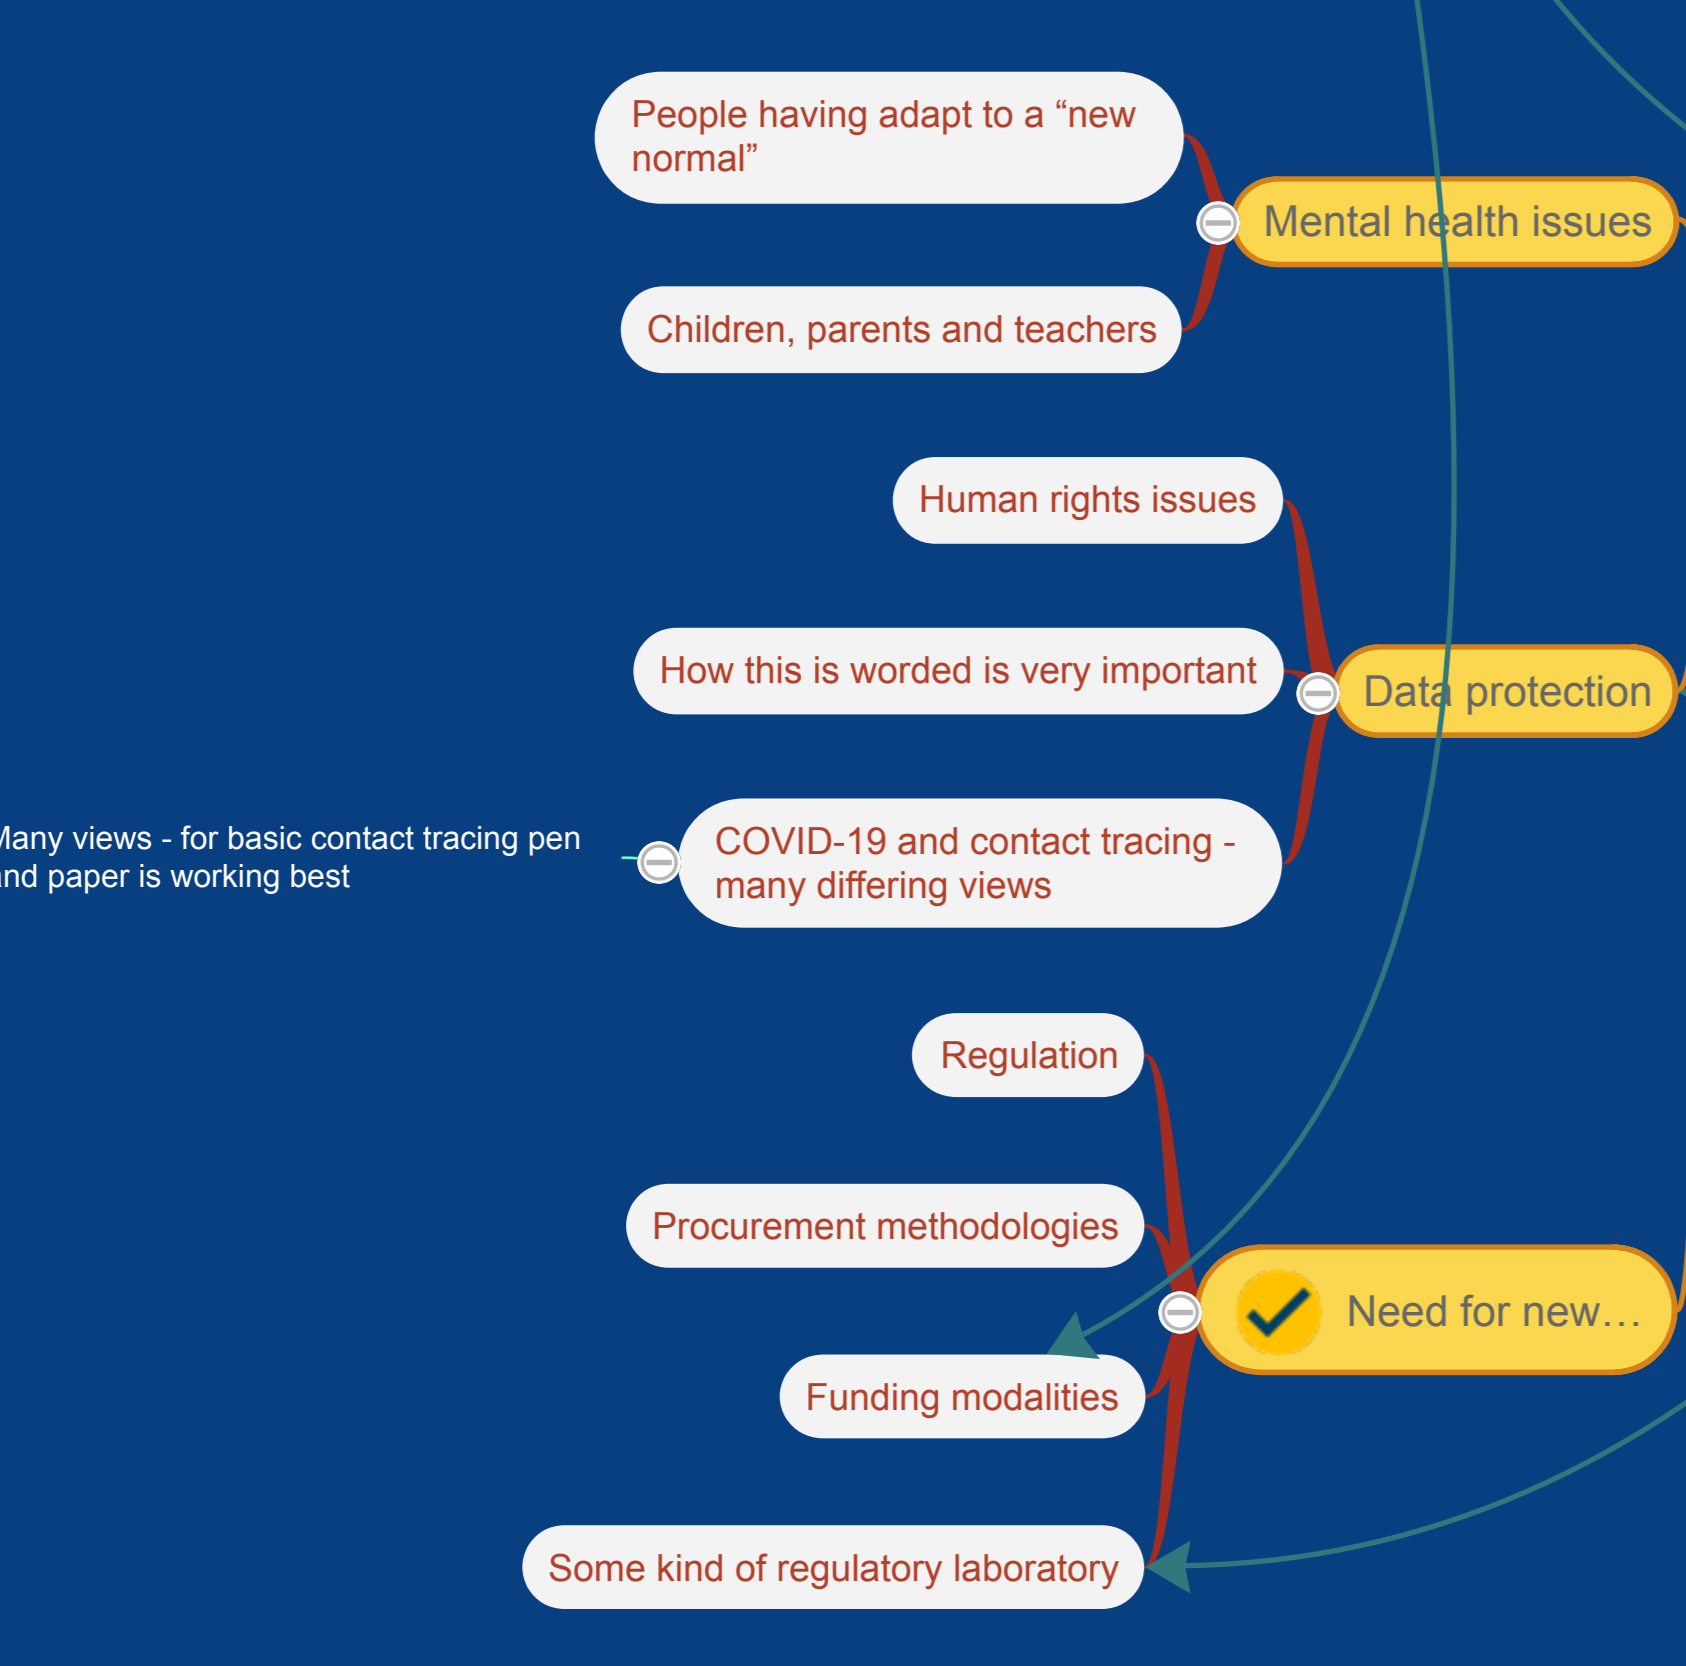 People having adapt to a “new
normal”
Mental health issues
Children, parents and teachers
Human rights issues
How this is worded is very important
Data protection
Many views - for basic contact tracing pen
and paper is working best
COVID-19 and contact tracing -
many differing views
Regulation
Procurement methodologies
Need for new...
Funding modalities
Some kind of regulatory laboratory